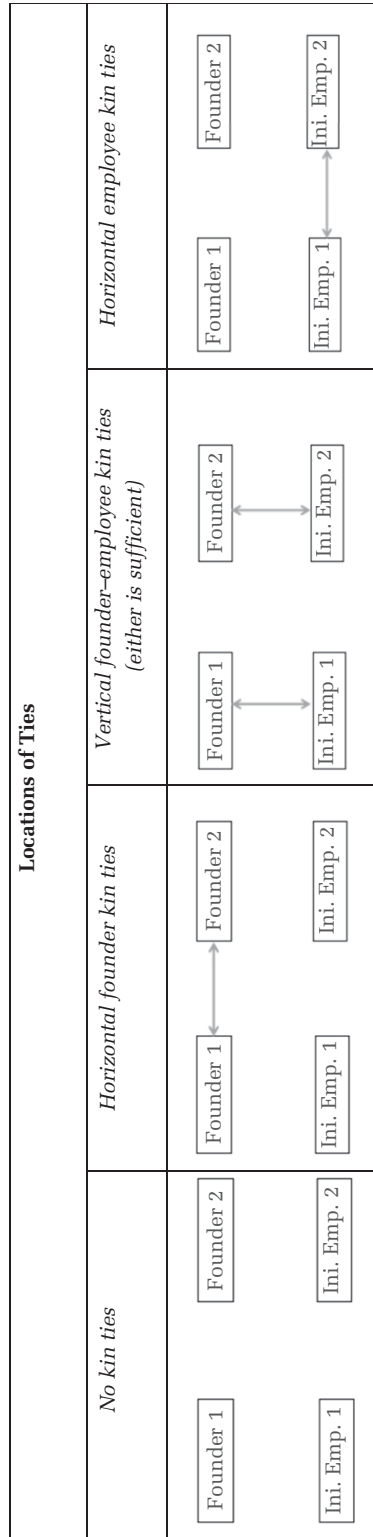 Locations of Ties
No kin ties
Horizontal founder kin ties
Vertical founder–employee kin ties
(either is sufficient)
Horizontal employee kin ties
Founder 1
Founder 2
Ini. Emp. 1
Ini. Emp. 2
Founder 1
Founder 2
Ini. Emp. 1
Ini. Emp. 2
Founder 1
Founder 2
Ini. Emp. 1
Ini. Emp. 2
Founder 1
Founder 2
Ini. Emp. 1
Ini. Emp. 2